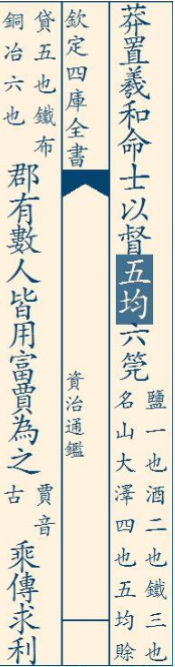 莽置羲和命士以督五均六筦
鹽一也酒二也鐵三也
名山大澤四也五均賒
欽定四庫全書
資治通鑑
貸五也鐵布
銅冶六也
郡有數人皆用富賈為之
賈音
古
乘傳求利